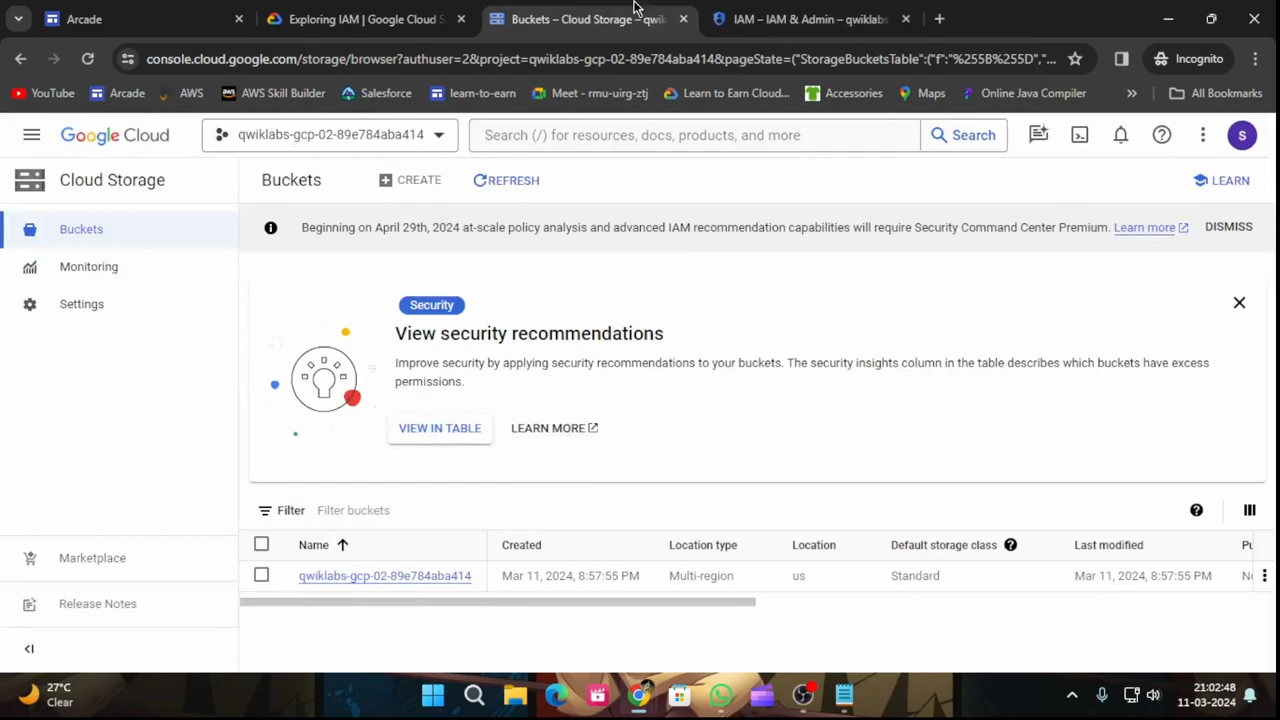 Arcade
Exploring IAM | Google Cloud S
Buckets – Cloud Storage – qwik
IAM – IAM & Admin – qwiklabs
console.cloud.google.com/storage/browser?authuser=2&project=qwiklabs-gcp-02-89e784aba414&pageState=("StorageBucketsTable":("f":"%255B%255D","...
Incognito
YouTube
Arcade
AWS
AWS Skill Builder
Salesforce
learn-to-earn
Meet - rmu-uirg-ztj
Learn to Earn Cloud...
Accessories
Maps
Online Java Compiler
»
All Bookmarks
Google Cloud
qwiklabs-gcp-02-89e784aba414
Search (/) for resources, docs, products, and more
Search
S
Cloud Storage
Buckets
CREATE
REFRESH
LEARN
Buckets
Monitoring
Settings
Beginning on April 29th, 2024 at-scale policy analysis and advanced IAM recommendation capabilities will require Security Command Center Premium. Learn more
DISMISS
Security
View security recommendations
Improve security by applying security recommendations to your buckets. The security insights column in the table describes which buckets have excess
permissions.
VIEW IN TABLE
LEARN MORE
Filter
Filter buckets
Name
Created
Location type
Location
Default storage class
Last modified
Pu
qwiklabs-gcp-02-89e784aba414
Mar 11, 2024, 8:57:55 PM
Multi-region
us
Standard
Mar 11, 2024, 8:57:55 PM
No
Marketplace
Release Notes
27°C
Clear
21:02:48
11-03-2024